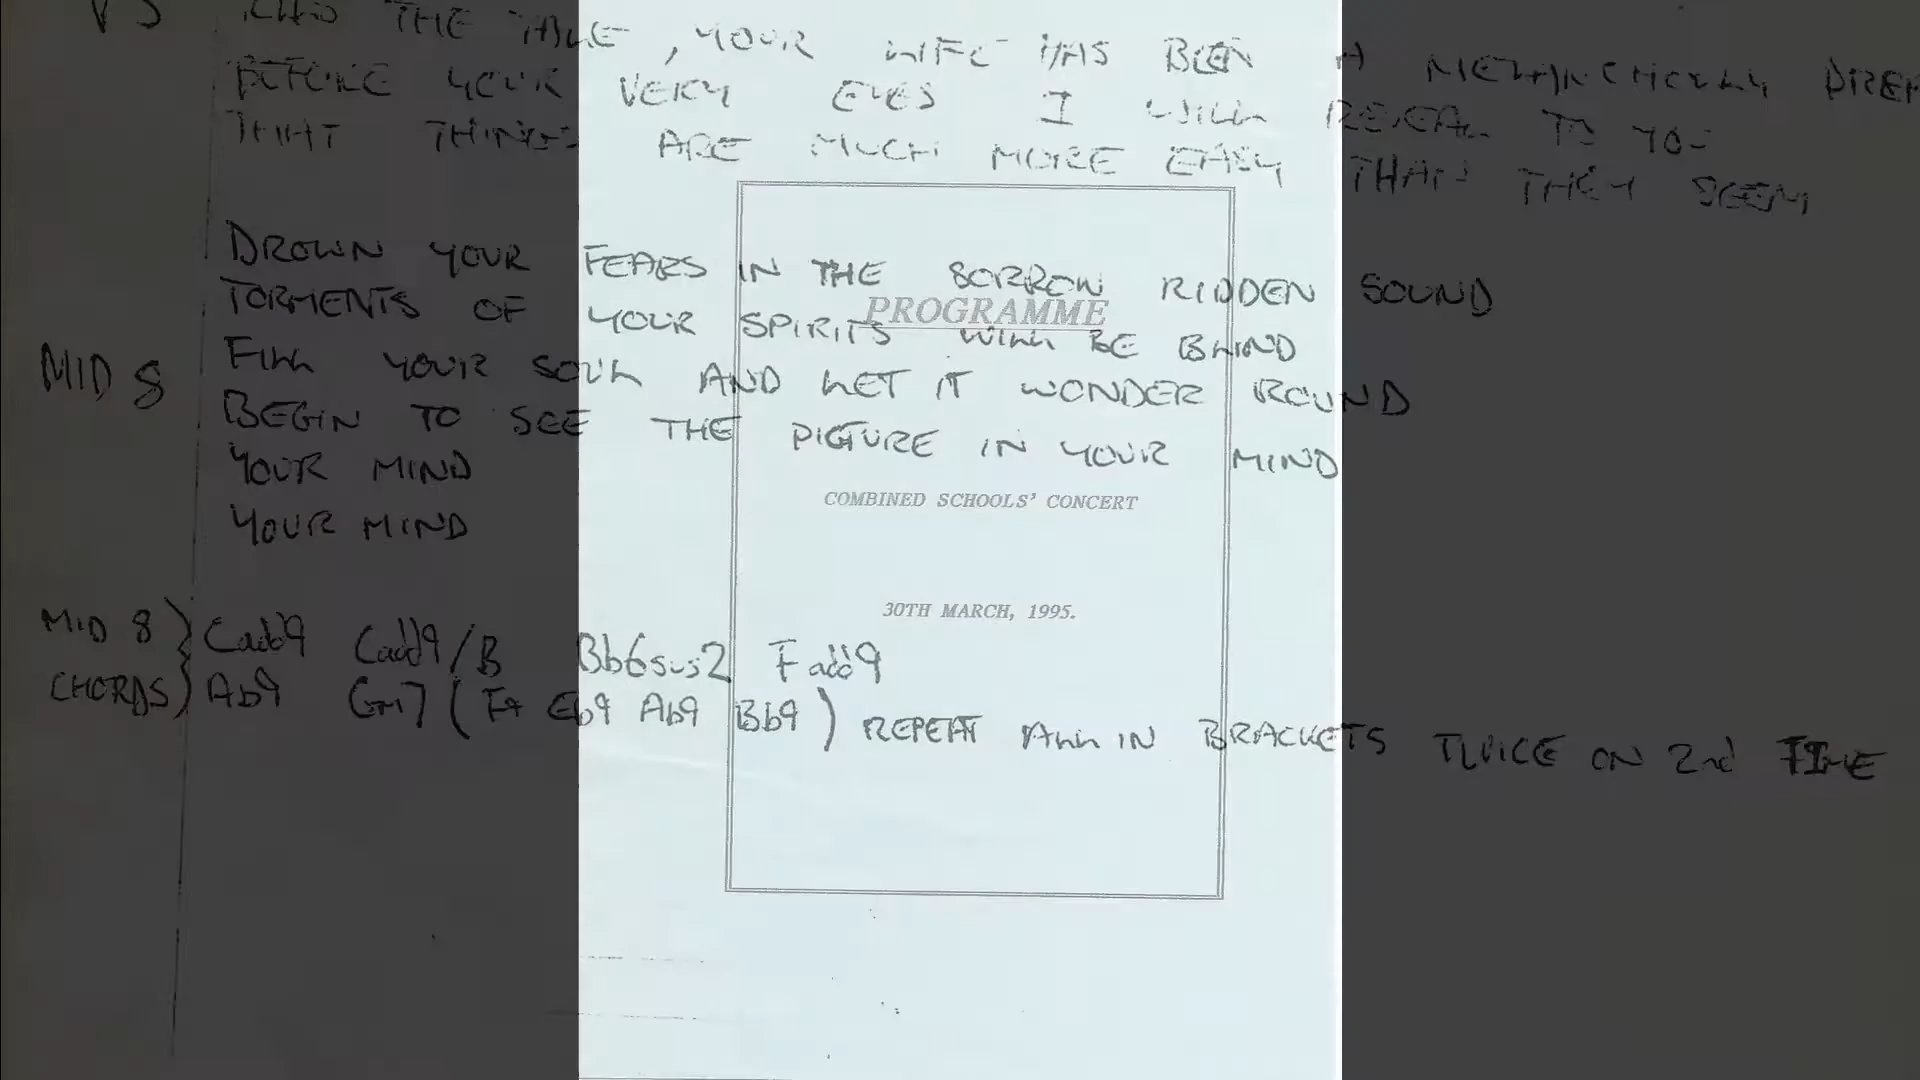 THE TABLE, YOUR LIFE HAS BEEN A MELANCHOLY
BEFORE YOUR VERY EYES I WILL REVEAL TO YOU
THAT THINGS ARE MUCH MORE EASY THAN THEY SEEM
DROWN YOUR FEARS IN THE SORROW RIDDEN SOUND
TORMENTS OF YOUR SPIRITS WILL BE BLIND
MID 8 FILL YOUR SOUL AND LET IT WONDER ROUND
BEGIN TO SEE THE PICTURE IN YOUR MIND
YOUR MIND
YOUR MIND
PROGRAMME
COMBINED SCHOOLS' CONCERT
30TH MARCH, 1995.
MID 8 CHORDS
Cadd9 Cadd9/B Bb6sus2 Fadd9
Ab9 Gm7 ( Eb9 Ab9 Bb9 ) REPEAT ALL IN BRACKETS TWICE ON 2nd TIME